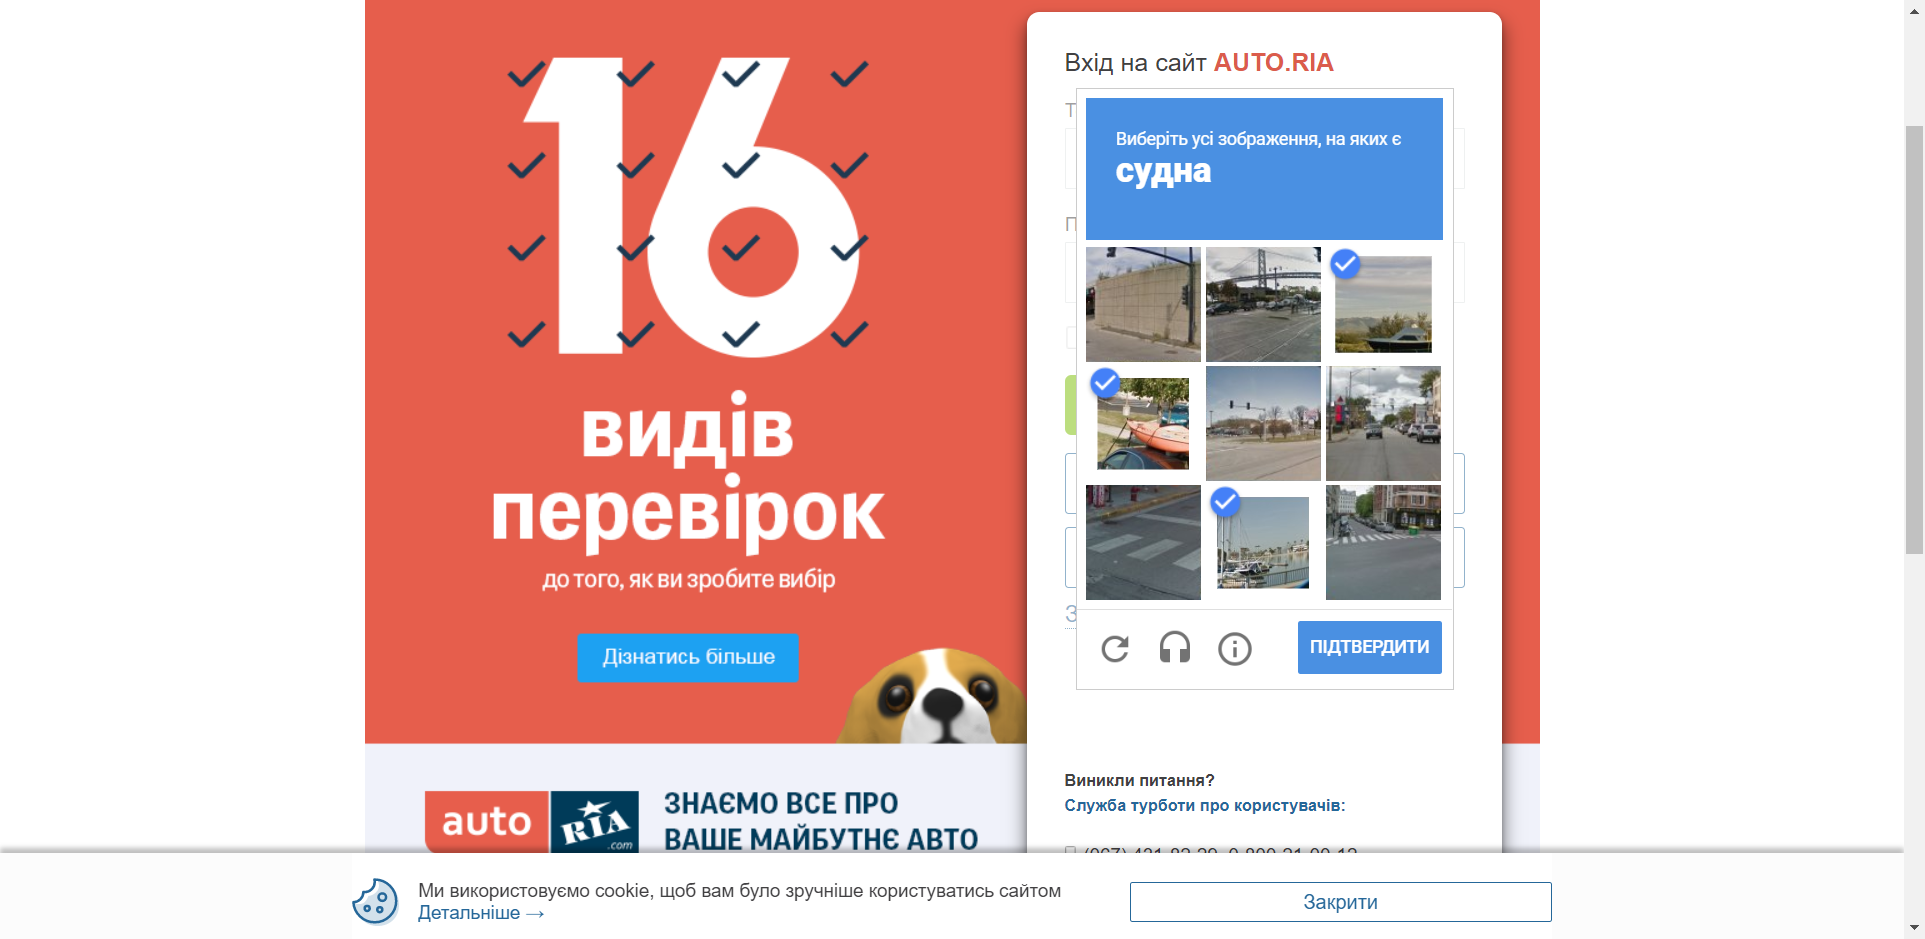 16
видів
перевірок
до того, як ви зробите вибір
Дізнатись більше
auto
RIA
.com
ЗНАЄМО ВСЕ ПРО
ВАШЕ МАЙБУТНЄ АВТО
Вхід на сайт AUTO.RIA
Виберіть усі зображення, на яких є
судна
ПІДТВЕРДИТИ
Виникли питання?
Служба турботи про користувачів:
Ми використовуємо cookie, щоб вам було зручніше користуватись сайтом
Детальніше →
Закрити